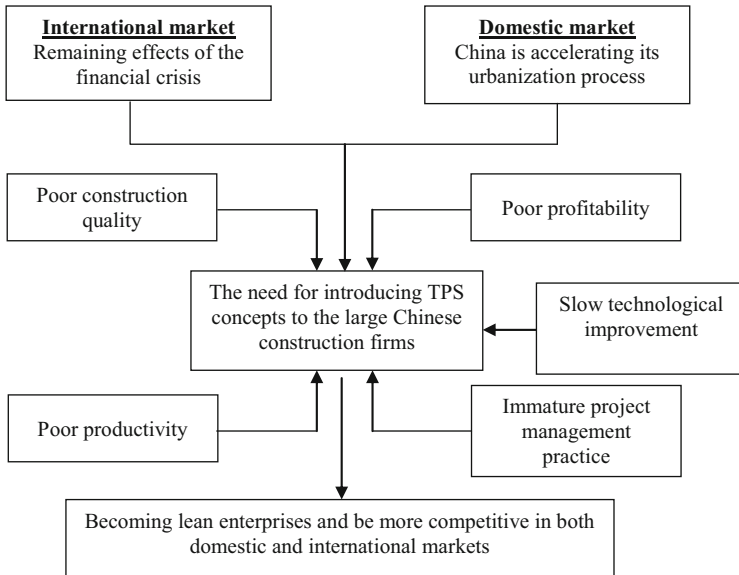 International market
Remaining effects of the
financial crisis
Domestic market
China is accelerating its
urbanization process
Poor construction
quality
Poor profitability
The need for introducing TPS
concepts to the large Chinese
construction firms
Slow technological
improvement
Poor productivity
Immature project
management
practice
Becoming lean enterprises and be more competitive in both
domestic and international markets